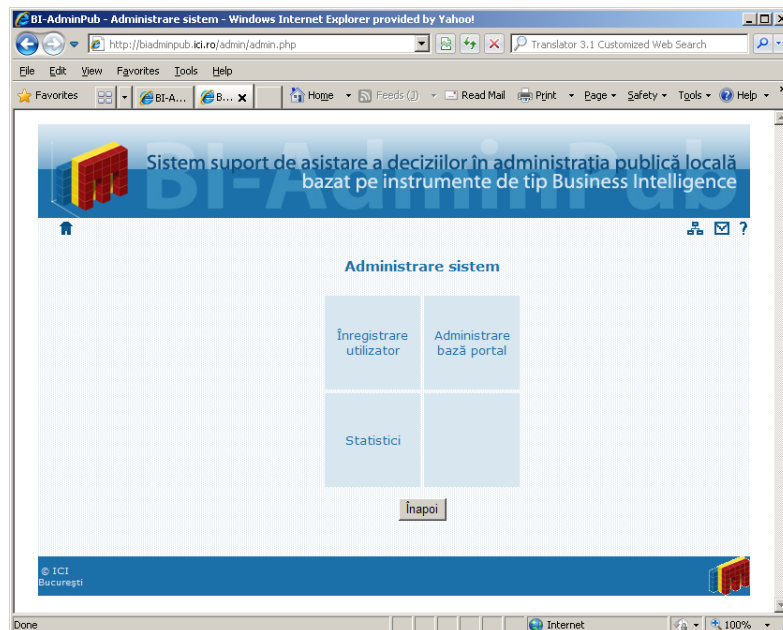 BI-AdminPub - Administrare sistem - Windows Internet Explorer provided by Yahoo!
http://biadminpub.ici.ro/admin/admin.php
Translator 3.1 Customized Web Search
File Edit View Favorites Tools Help
Favorites BI-A... B... X Home Feeds (J) Read Mail Print Page Safety Tools Help
Sistem suport de asistare a deciziilor în administraţia publică locală
bazat pe instrumente de tip Business Intelligence
BI-AdminPub
?
Administrare sistem
Înregistrare
utilizator
Administrare
bază portal
Statistici
Înapoi
© ICI
Bucureşti
Done Internet 100%